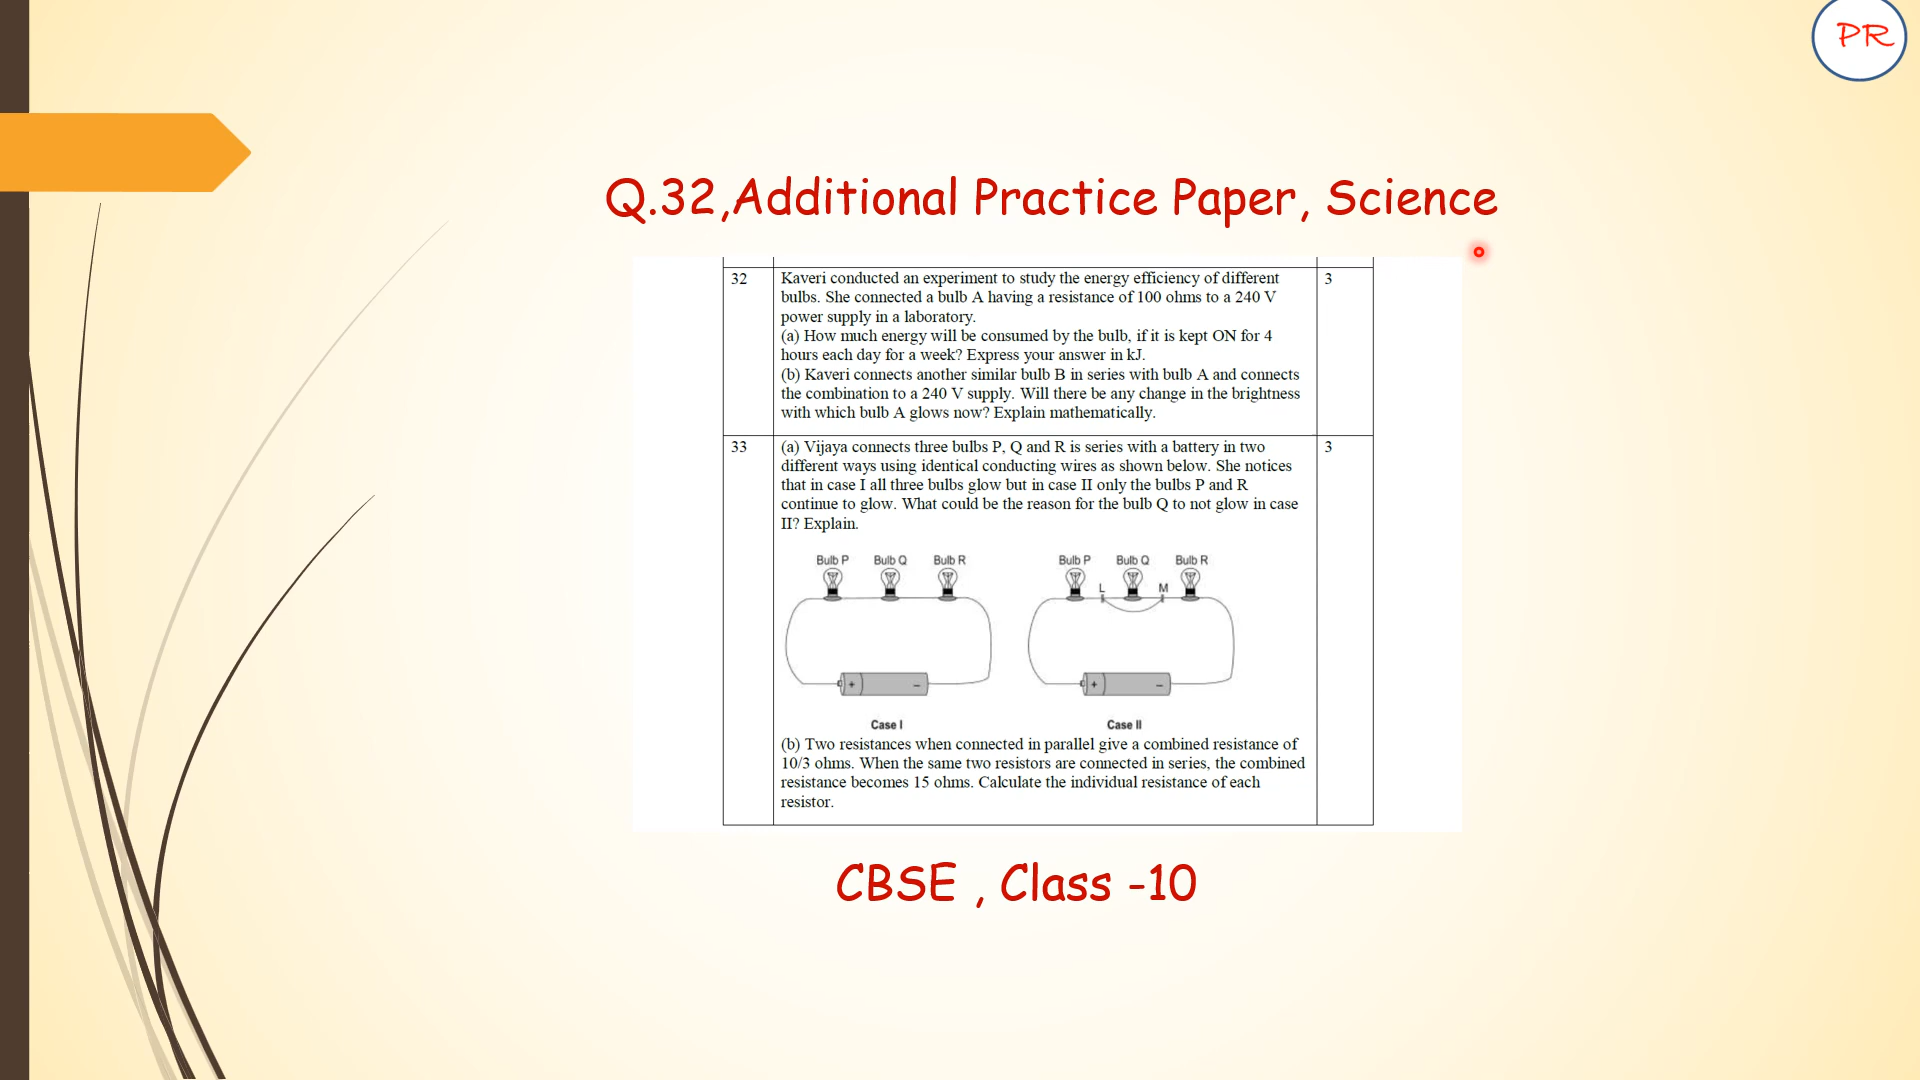 PR
Q.32,Additional Practice Paper, Science
32
Kaveri conducted an experiment to study the energy efficiency of different
bulbs. She connected a bulb A having a resistance of 100 ohms to a 240 V
power supply in a laboratory.
(a) How much energy will be consumed by the bulb, if it is kept ON for 4
hours each day for a week? Express your answer in kJ.
(b) Kaveri connects another similar bulb B in series with bulb A and connects
the combination to a 240 V supply. Will there be any change in the brightness
with which bulb A glows now? Explain mathematically.
3
33
(a) Vijaya connects three bulbs P, Q and R is series with a battery in two
different ways using identical conducting wires as shown below. She notices
that in case I all three bulbs glow but in case II only the bulbs P and R
continue to glow. What could be the reason for the bulb Q to not glow in case
II? Explain.
3
Bulb P Bulb Q Bulb R
+ -
Case I
Bulb P Bulb Q Bulb R
L M
+ -
Case II
(b) Two resistances when connected in parallel give a combined resistance of
10/3 ohms. When the same two resistors are connected in series, the combined
resistance becomes 15 ohms. Calculate the individual resistance of each
resistor.
CBSE , Class -10